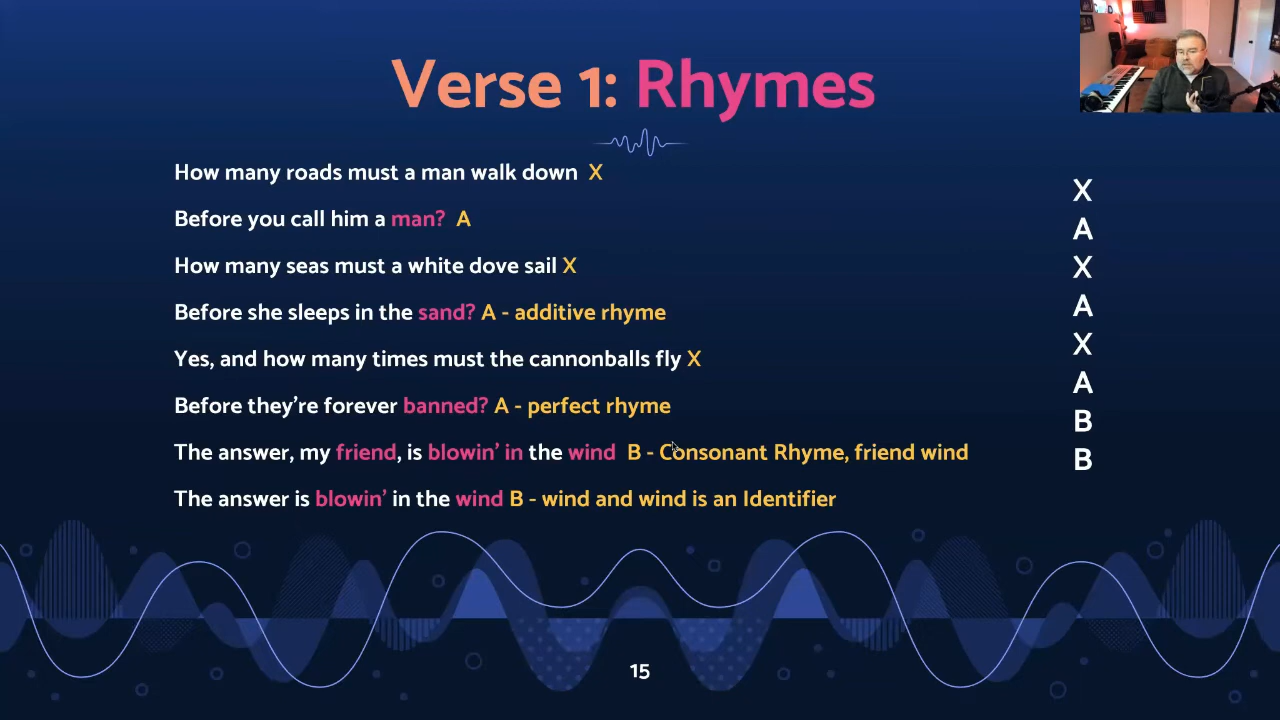 Verse 1: Rhymes
How many roads must a man walk down X
Before you call him a man? A
How many seas must a white dove sail X
Before she sleeps in the sand? A - additive rhyme
Yes, and how many times must the cannonballs fly X
Before they're forever banned? A - perfect rhyme
The answer, my friend, is blowin' in the wind B - Consonant Rhyme, friend wind
The answer is blowin' in the wind B - wind and wind is an Identifier
X
A
X
A
X
A
B
B
15